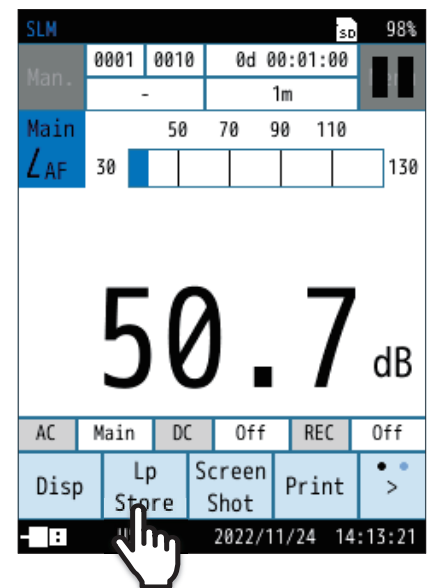 SLM SD 98%
Man. 0001 0010 0d 00:01:00
- 1m
Main 50 70 90 110
LAF 30 130
50.7 dB
AC Main DC Off REC Off
Disp Lp Store Screen Shot Print >
2022/11/24 14:13:21